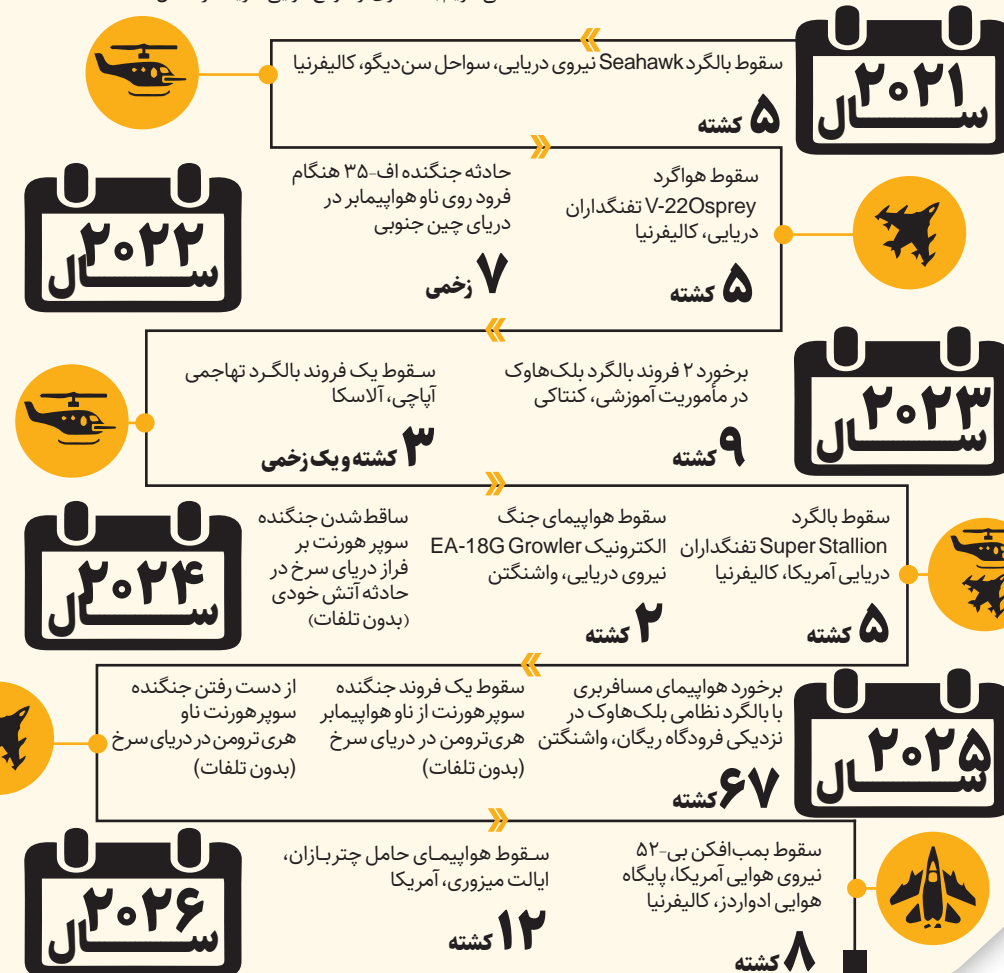 سال
۲۰۲۱
سقوط بالگرد Seahawk نیروی دریایی، سواحل سن‌دیگو، کالیفرنیا
۵ کشته
سال
۲۰۲۲
سقوط هواگرد
V-22Osprey تفنگداران
دریایی، کالیفرنیا
۵ کشته
حادثه جنگنده اف-۳۵ هنگام
فرود روی ناو هواپیمابر در
دریای چین جنوبی
۷ زخمی
سال
۲۰۲۳
برخورد ۲ فروند بالگرد بلک‌هاوک
در مأموریت آموزشی، کنتاکی
۹ کشته
سقوط یک فروند بالگرد تهاجمی
آپاچی، آلاسکا
۳ کشته و یک زخمی
سال
۲۰۲۴
سقوط بالگرد
Super Stallion تفنگداران
دریایی آمریکا، کالیفرنیا
۵ کشته
سقوط هواپیمای جنگ
الکترونیک EA-18G Growler
نیروی دریایی، واشنگتن
۲ کشته
ساقط‌شدن جنگنده
سوپر هورنت بر
فراز دریای سرخ در
حادثه آتش خودی
(بدون تلفات)
سال
۲۰۲۵
برخورد هواپیمای مسافربری
با بالگرد نظامی بلک‌هاوک در
نزدیکی فرودگاه ریگان، واشنگتن
۶۷ کشته
سقوط یک فروند جنگنده
سوپرهورنت از ناو هواپیمابر
هری‌ترومن در دریای سرخ
(بدون تلفات)
از دست رفتن جنگنده
سوپرهورنت ناو
هری ترومن در دریای سرخ
(بدون تلفات)
سال
۲۰۲۶
سقوط بمب‌افکن بی-۵۲
نیروی هوایی آمریکا، پایگاه
هوایی ادواردز، کالیفرنیا
۸ کشته
سقوط هواپیمای حامل چتربازان،
ایالت میزوری، آمریکا
۱۲ کشته